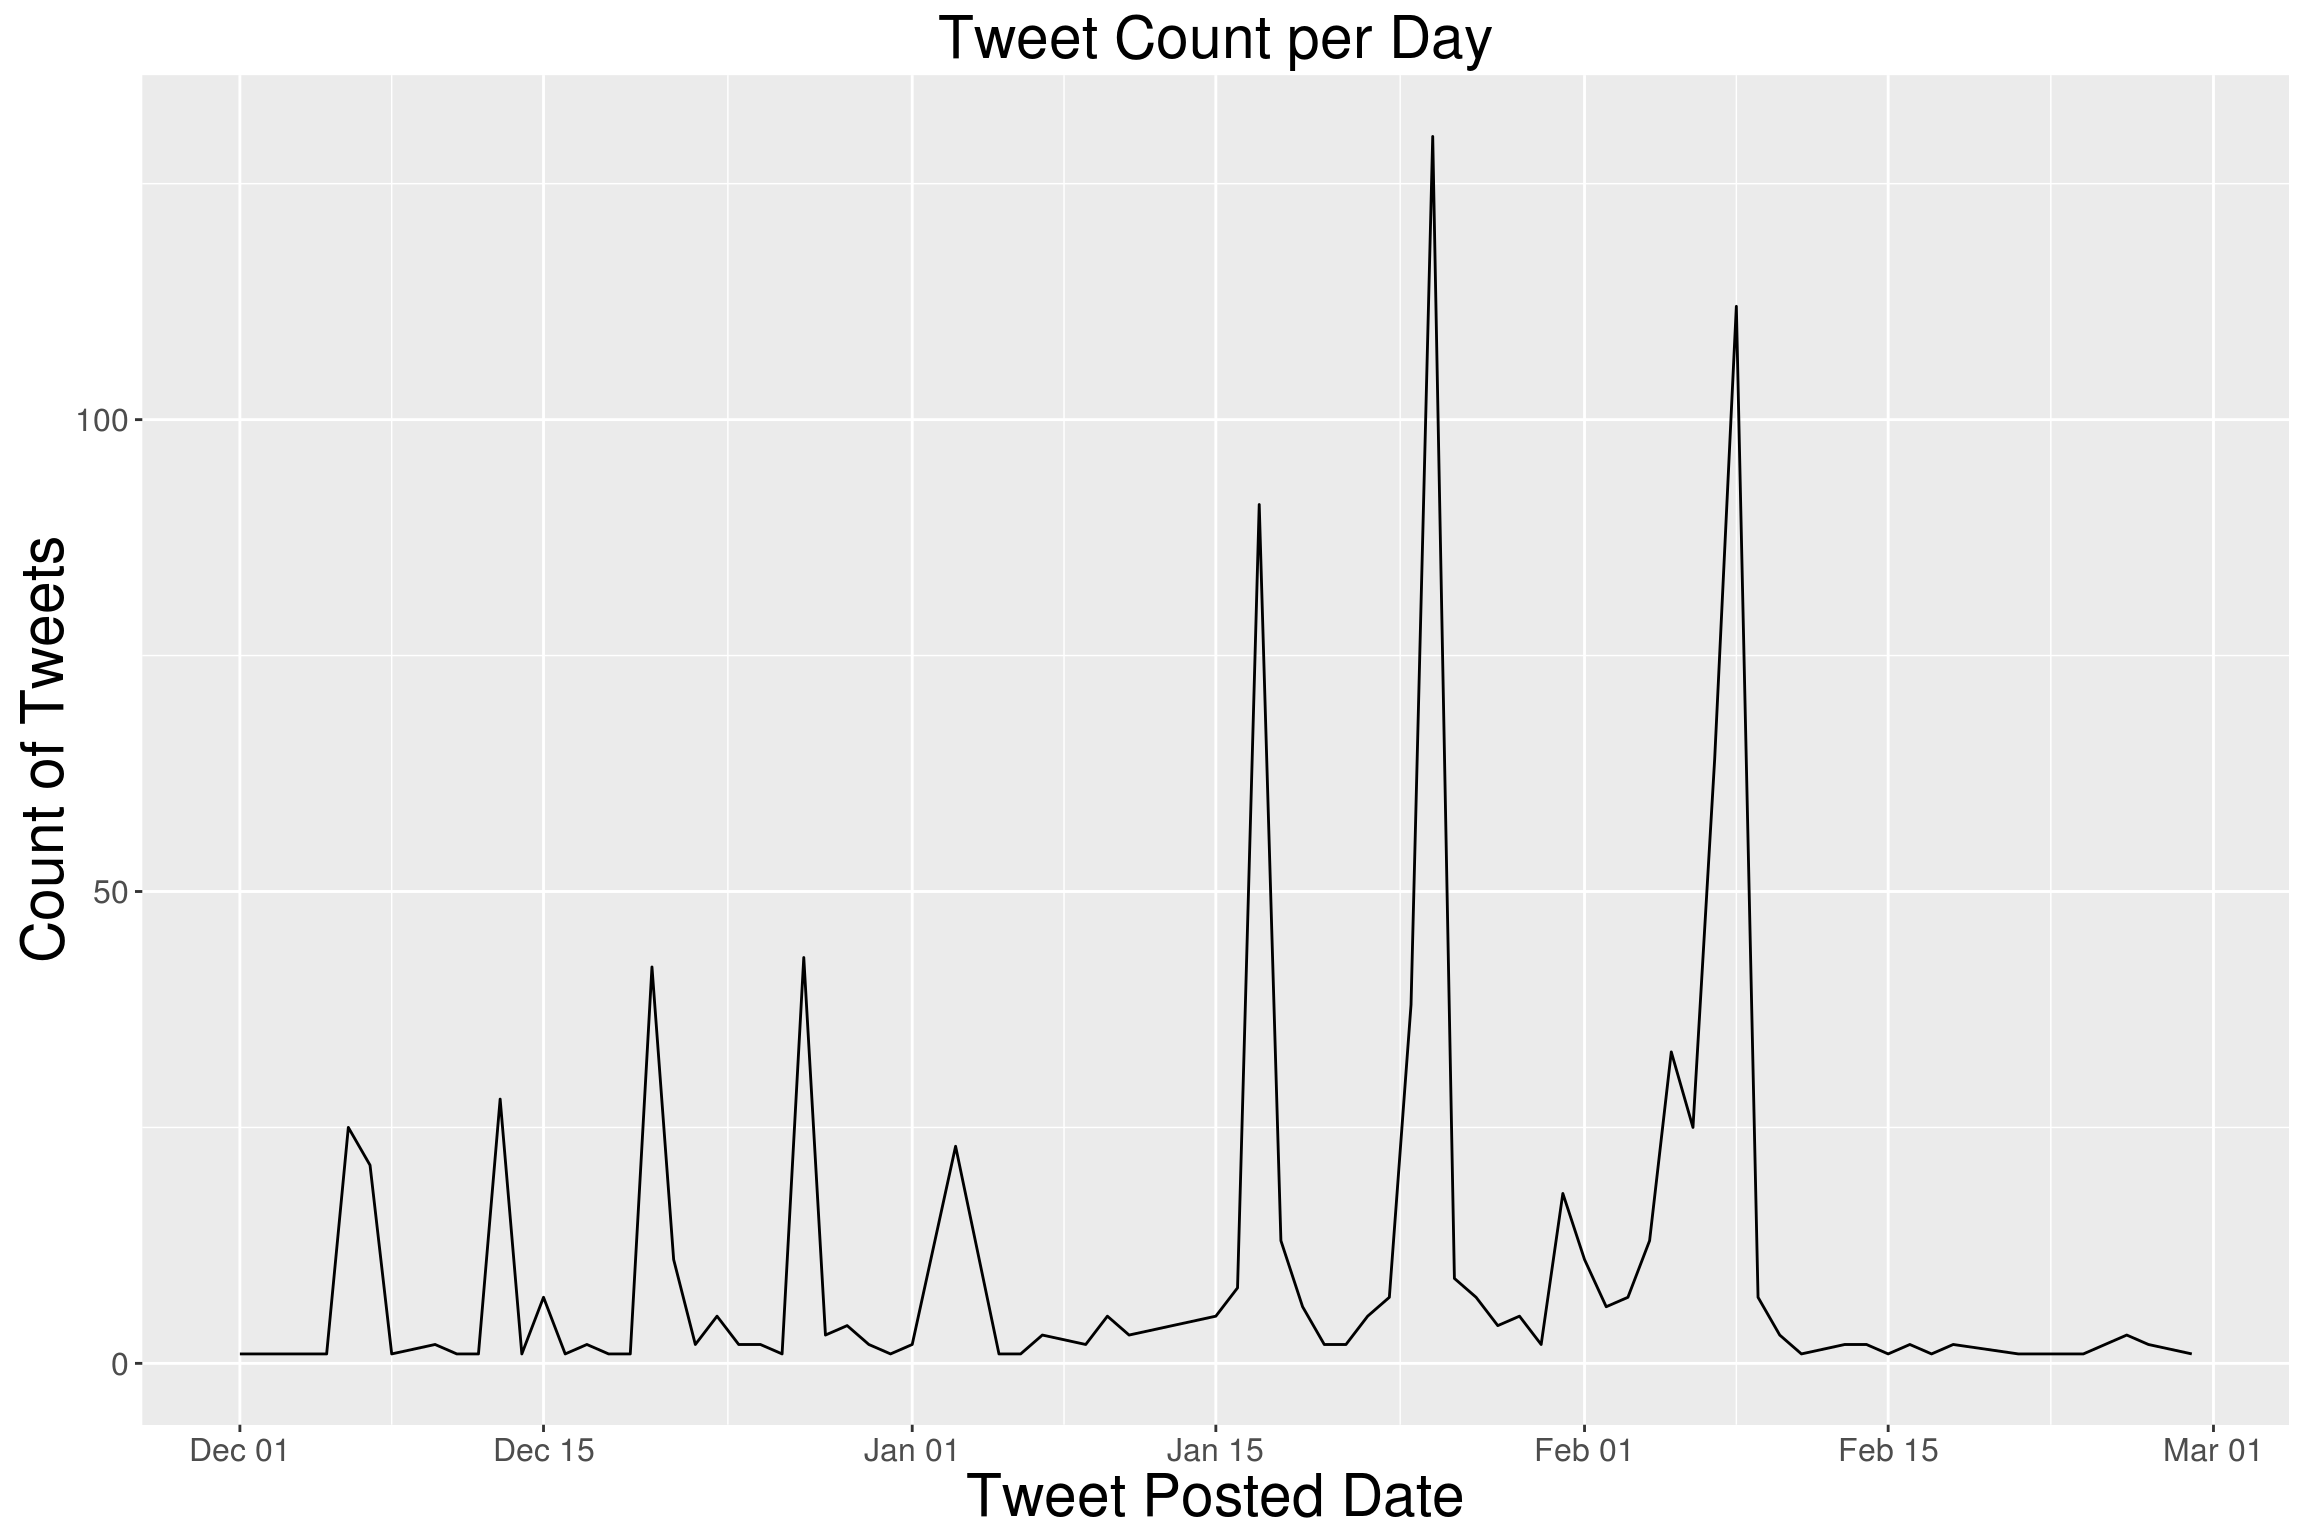 Tweet Count per Day
Count of Tweets
100
50
0
Dec 01 Dec 15 Jan 01 Jan 15 Feb 01 Feb 15 Mar 01
Tweet Posted Date